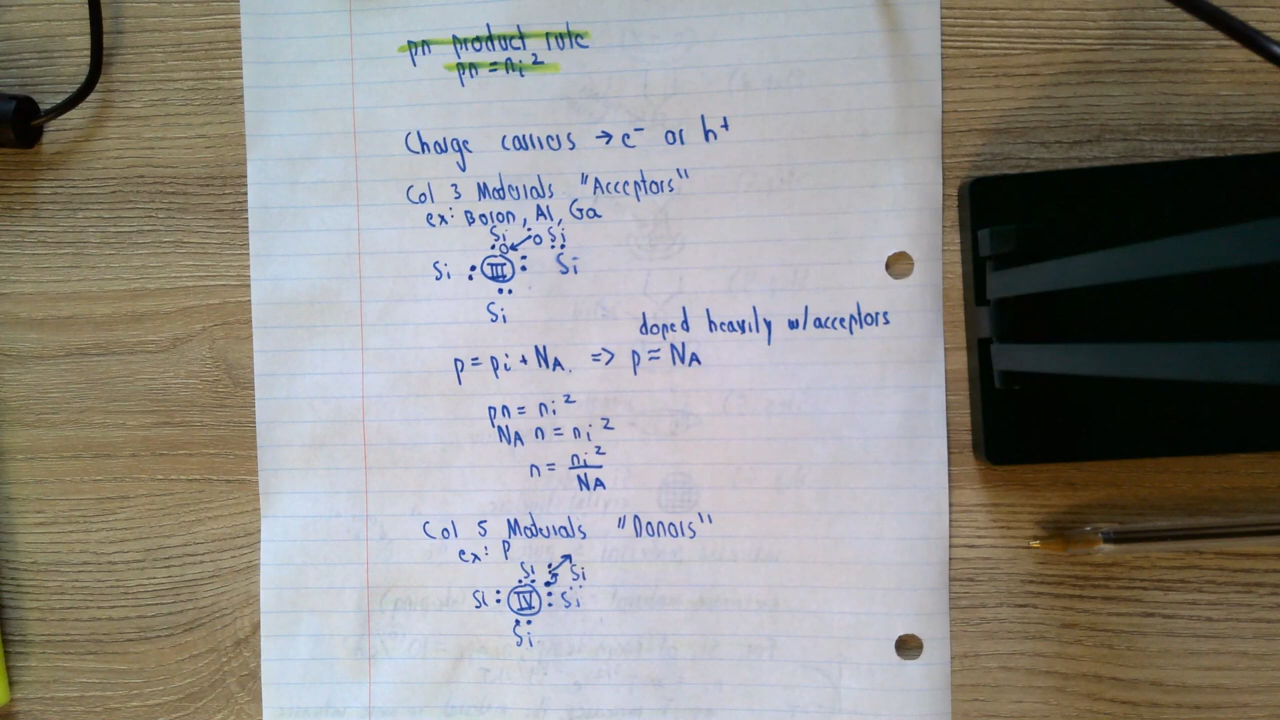 pn product rule
pn = ni²
Charge carriers → e⁻ or h⁺
Col 3 Materials "Acceptors"
ex: Boron, Al, Ga
Si Si
Si III Si
Si
doped heavily w/acceptors
p = pi + NA. => p ≈ NA
pn = ni²
NA n = ni²
n = ni²/NA
Col 5 Materials "Donors"
ex: P
Si Si
Si IV Si
Si